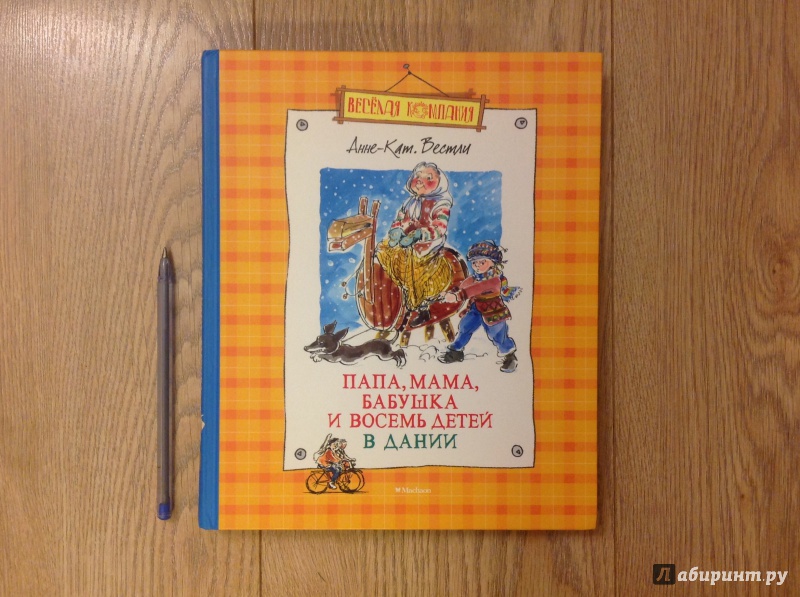 ВЕСЁЛАЯ КОМПАНИЯ
Анне-Кат. Вестли
ПАПА, МАМА,
БАБУШКА
И ВОСЕМЬ ДЕТЕЙ
В ДАНИИ
Machaon
Лабиринт.ру